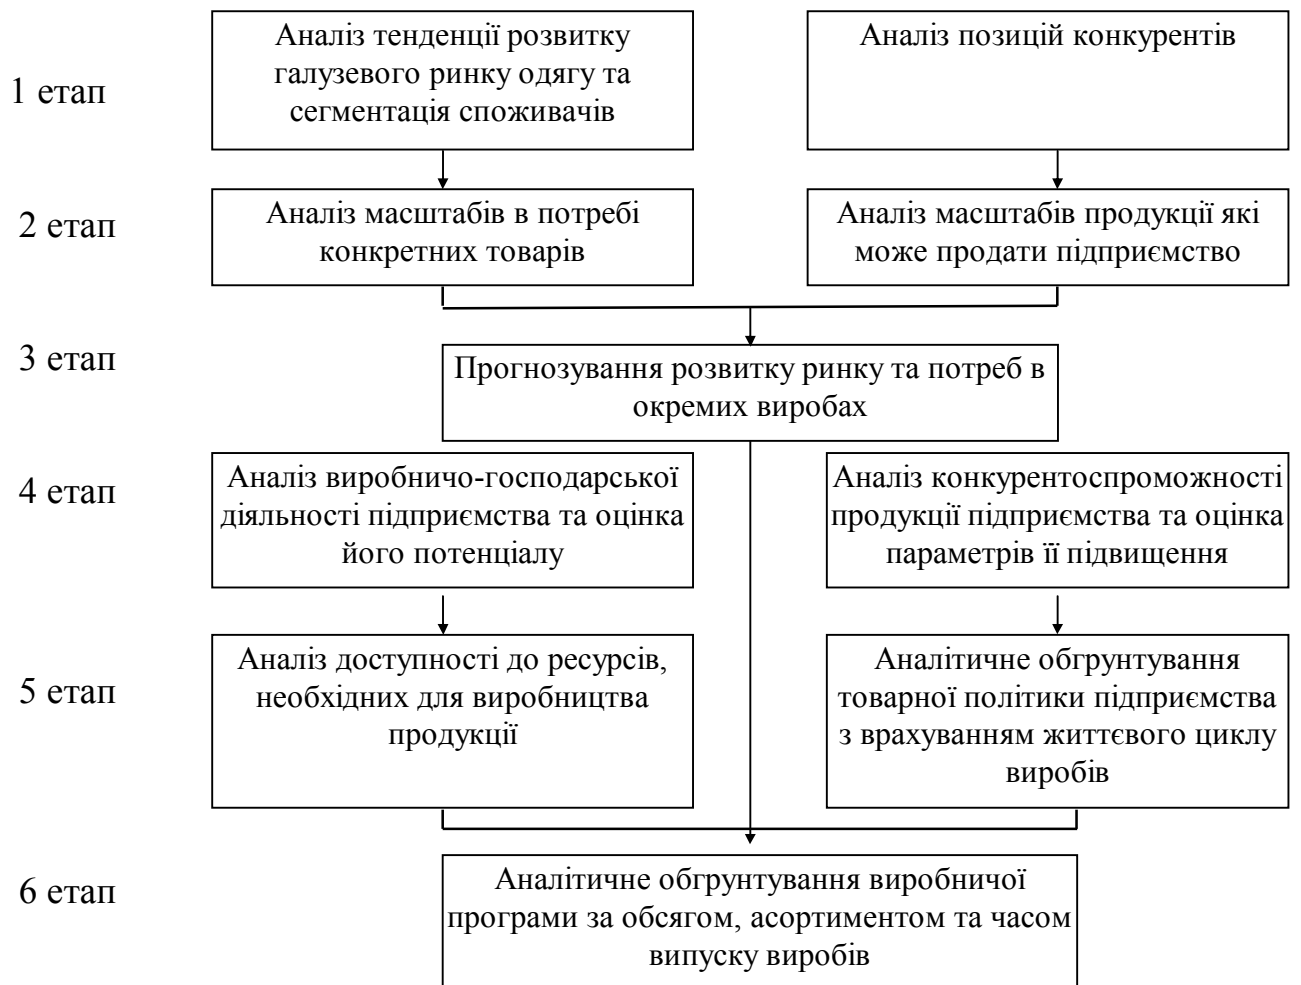 1 етап
Аналіз тенденції розвитку
галузевого ринку одягу та
сегментація споживачів
Аналіз позицій конкурентів
2 етап
Аналіз масштабів в потребі
конкретних товарів
Аналіз масштабів продукції які
може продати підприємство
3 етап
Прогнозування розвитку ринку та потреб в
окремих виробах
4 етап
Аналіз виробничо-господарської
діяльності підприємства та оцінка
його потенціалу
Аналіз конкурентоспроможності
продукції підприємства та оцінка
параметрів її підвищення
5 етап
Аналіз доступності до ресурсів,
необхідних для виробництва
продукції
Аналітичне обгрунтування
товарної політики підприємства
з врахуванням життєвого циклу
виробів
6 етап
Аналітичне обгрунтування виробничої
програми за обсягом, асортиментом та часом
випуску виробів